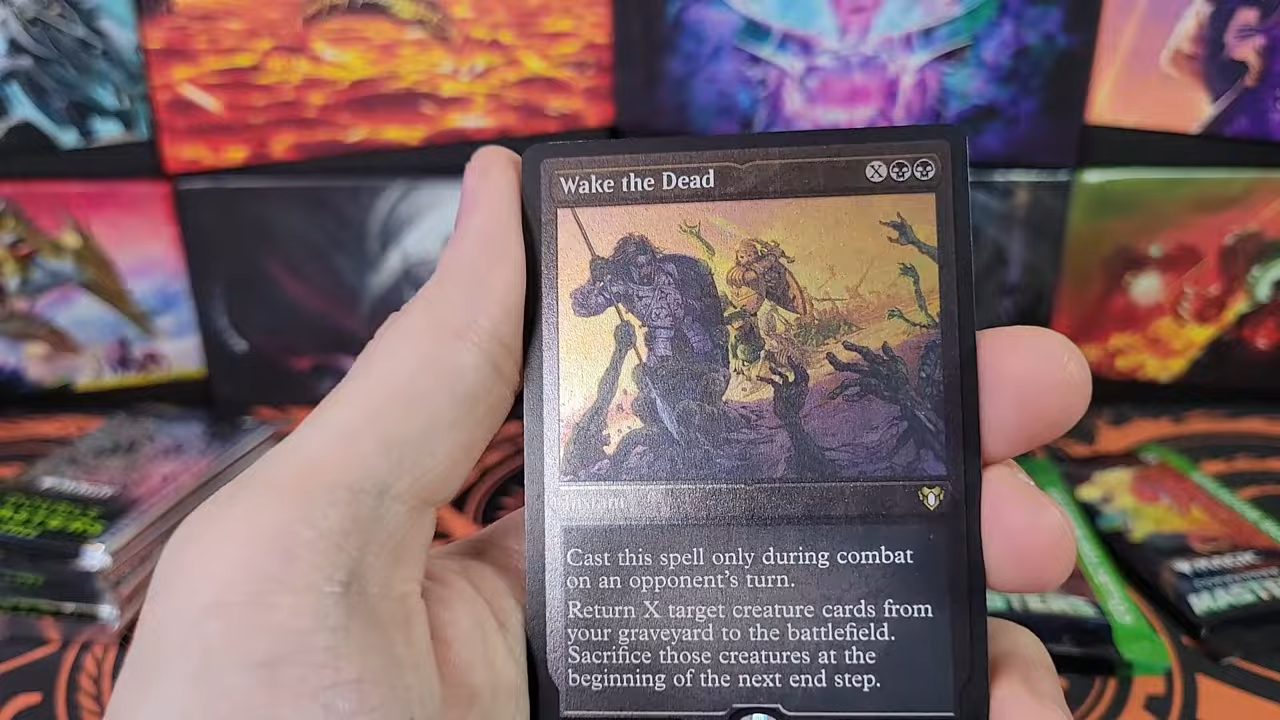 Wake the Dead X
Cast this spell only during combat
on an opponent's turn.
Return X target creature cards from
your graveyard to the battlefield.
Sacrifice those creatures at the
beginning of the next end step.